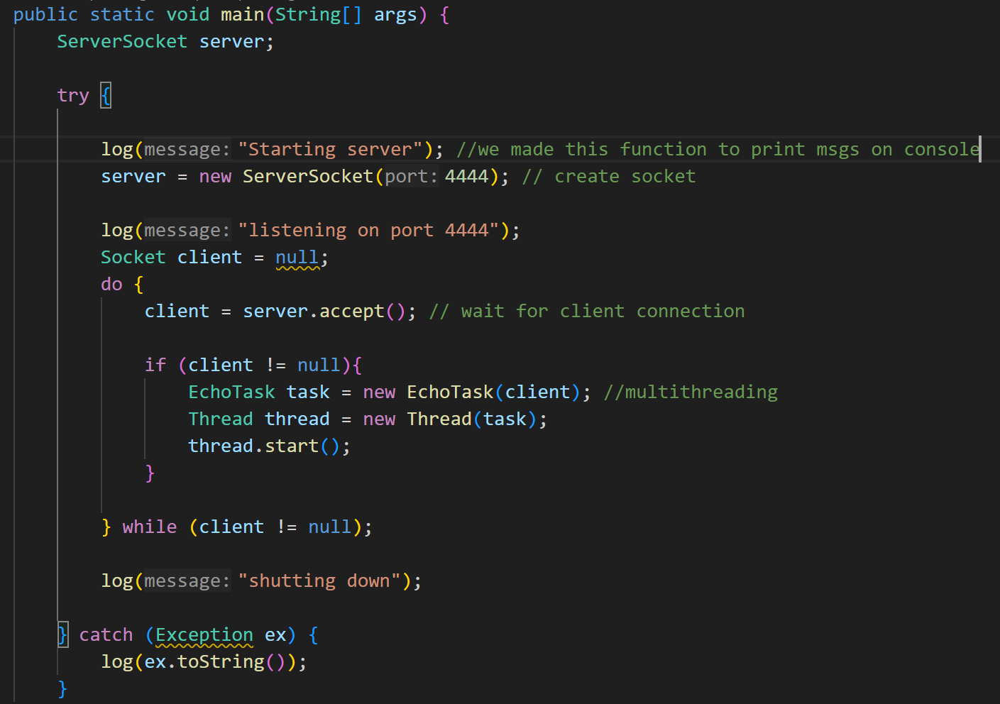 public static void main(String[] args) {
ServerSocket server;
try {
log(message: "Starting server"); //we made this function to print msgs on console
server = new ServerSocket(port: 4444); // create socket
log(message: "listening on port 4444");
Socket client = null;
do {
client = server.accept(); // wait for client connection
if (client != null){
EchoTask task = new EchoTask(client); //multithreading
Thread thread = new Thread(task);
thread.start();
}
} while (client != null);
log(message: "shutting down");
} catch (Exception ex) {
log(ex.toString());
}